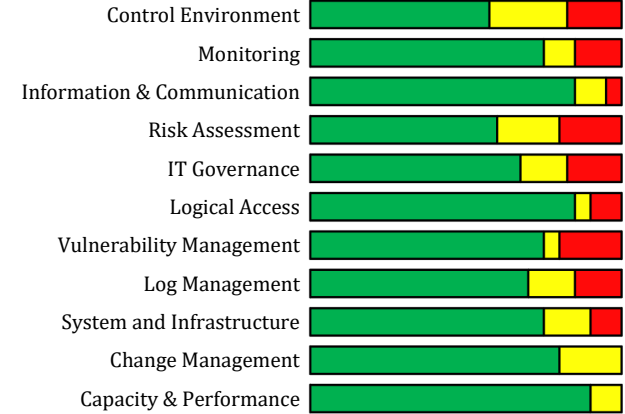 Control Environment
Monitoring
Information & Communication
Risk Assessment
IT Governance
Logical Access
Vulnerability Management
Log Management
System and Infrastructure
Change Management
Capacity & Performance